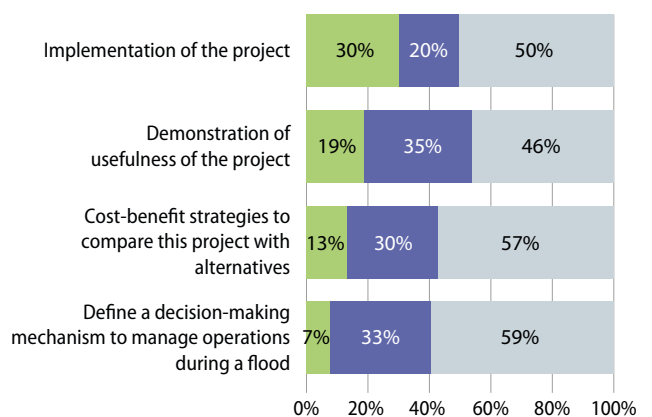 Implementation of the project
30% 20% 50%
Demonstration of
usefulness of the project
19% 35% 46%
Cost-benefit strategies to
compare this project with
alternatives
13% 30% 57%
Define a decision-making
mechanism to manage operations
during a flood
7% 33% 59%
0% 20% 40% 60% 80% 100%